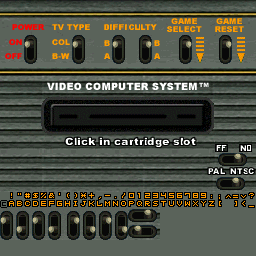 POWER TV TYPE DIFFICULTY GAME SELECT GAME RESET
ON COL B B
OFF B-W A A
VIDEO COMPUTER SYSTEM™
Click in cartridge slot
FF NO
PAL NTSC
!"#$%&'()*+,-./0123456789:;
ABCDEFGHIJKLMNOPQRSTUVWXYZ[